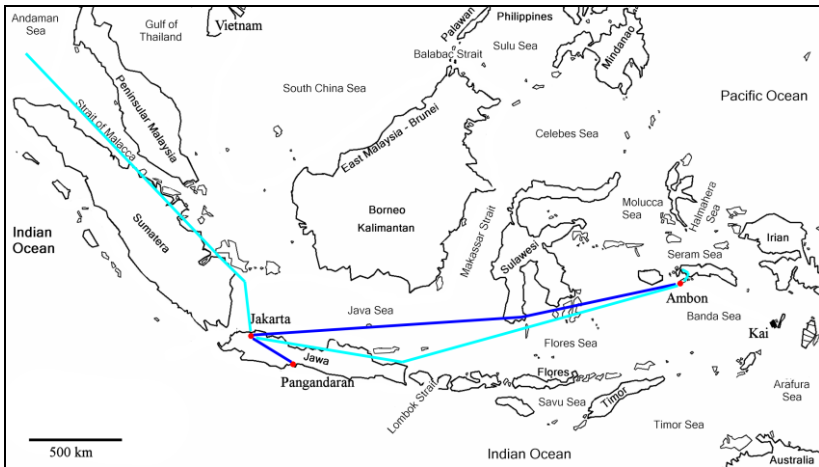 Andaman
Sea
Gulf of
Thailand
Vietnam
Palawan
Philippines
Sulu Sea
Balabac Strait
Mindanao
South China Sea
Pacific Ocean
Peninsular Malaysia
Strait of Malacca
East Malaysia - Brunei
Celebes Sea
Borneo
Kalimantan
Makassar Strait
Molucca
Sea
Halmahera
Sea
Indian
Ocean
Sumatera
Sulawesi
Irian
Seram Sea
Ambon
Banda Sea
Jakarta
Java Sea
Kai
Flores Sea
Jawa
Pangandaran
Lombok Strait
Flores
Savu Sea
Timor
Arafura
Sea
Timor Sea
500 km
Indian Ocean
Australia